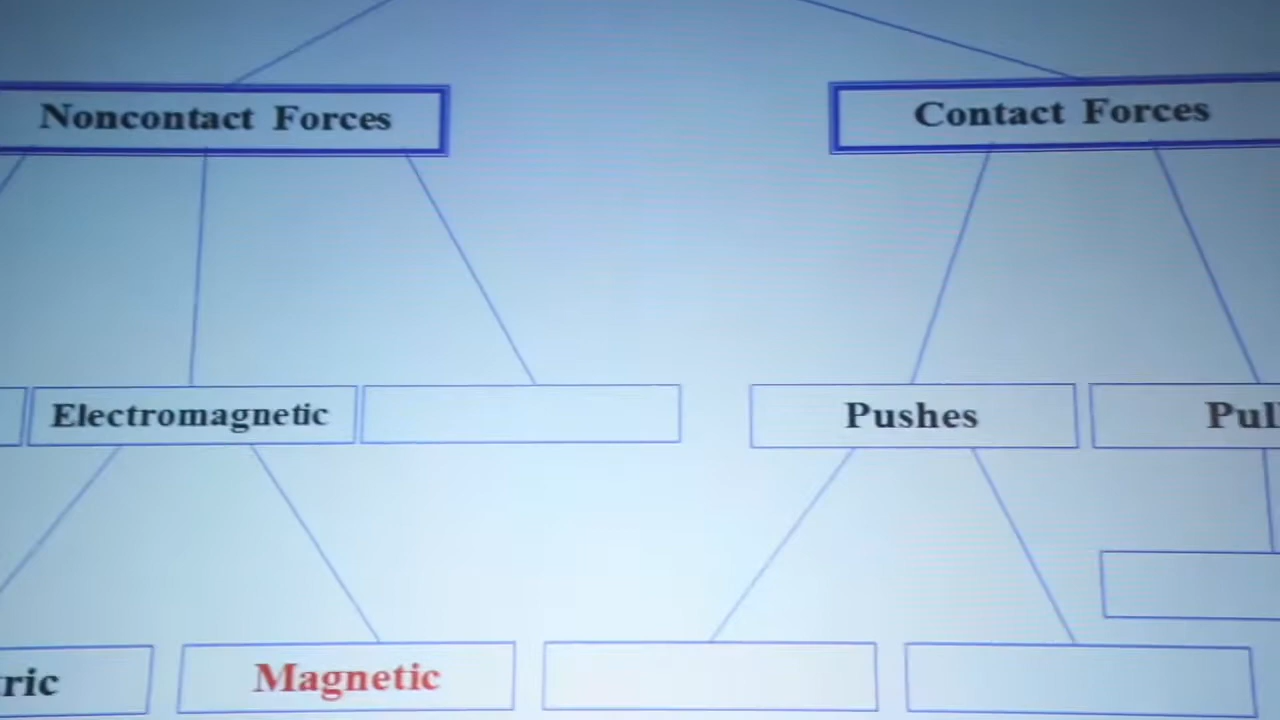 Noncontact Forces
Contact Forces
Electromagnetic
Pushes
Magnetic